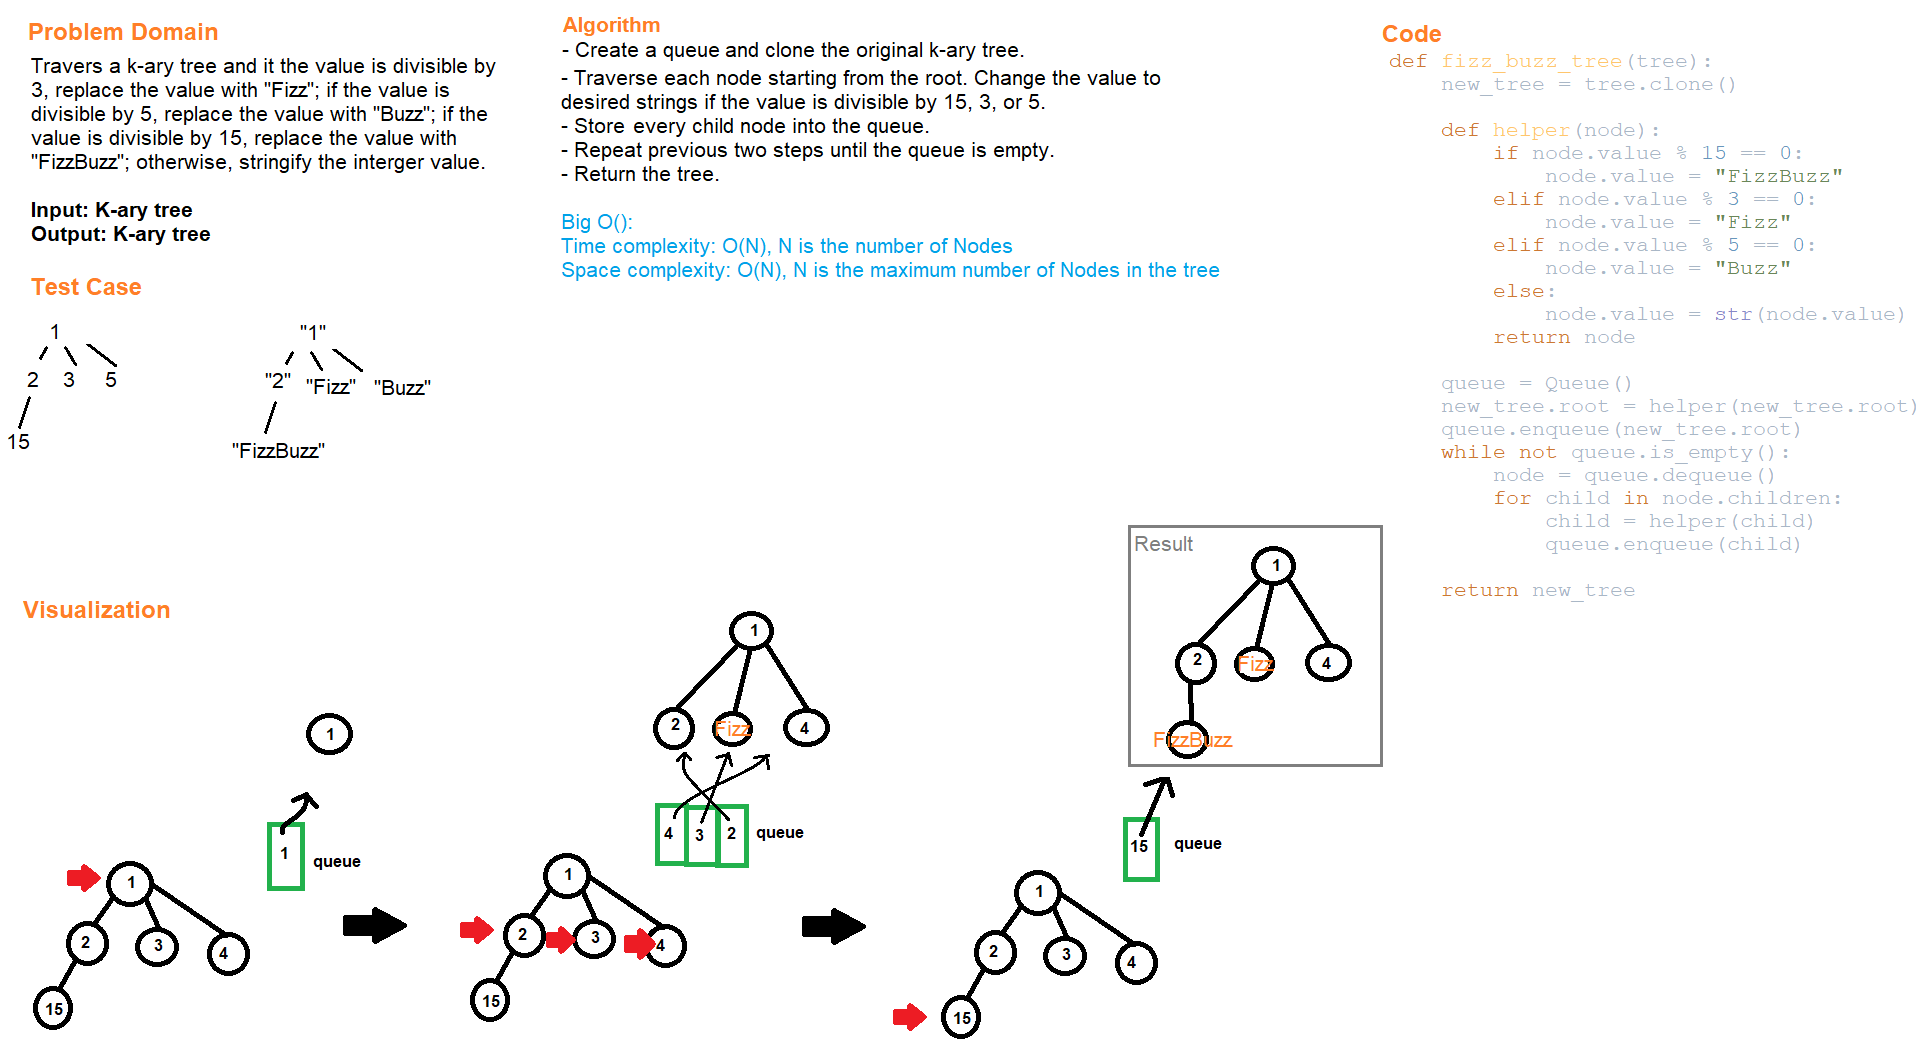 Problem Domain
Travers a k-ary tree and it the value is divisible by
3, replace the value with "Fizz"; if the value is
divisible by 5, replace the value with "Buzz"; if the
value is divisible by 15, replace the value with
"FizzBuzz"; otherwise, stringify the interger value.
Input: K-ary tree
Output: K-ary tree
Test Case
1
2 3 5
15
"1"
"2" "Fizz" "Buzz"
"FizzBuzz"
Algorithm
- Create a queue and clone the original k-ary tree.
- Traverse each node starting from the root. Change the value to
desired strings if the value is divisible by 15, 3, or 5.
- Store every child node into the queue.
- Repeat previous two steps until the queue is empty.
- Return the tree.
Big O():
Time complexity: O(N), N is the number of Nodes
Space complexity: O(N), N is the maximum number of Nodes in the tree
Code
def fizz_buzz_tree(tree):
    new_tree = tree.clone()
    def helper(node):
        if node.value % 15 == 0:
            node.value = "FizzBuzz"
        elif node.value % 3 == 0:
            node.value = "Fizz"
        elif node.value % 5 == 0:
            node.value = "Buzz"
        else:
            node.value = str(node.value)
        return node
    queue = Queue()
    new_tree.root = helper(new_tree.root)
    queue.enqueue(new_tree.root)
    while not queue.is_empty():
        node = queue.dequeue()
        for child in node.children:
            child = helper(child)
            queue.enqueue(child)
    return new_tree
Visualization
1
1 queue
1
2 3 4
15
1
2 Fizz 4
4 3 2 queue
1
2 3 4
15
Result
1
2 Fizz 4
FizzBuzz
15 queue
1
2 3 4
15